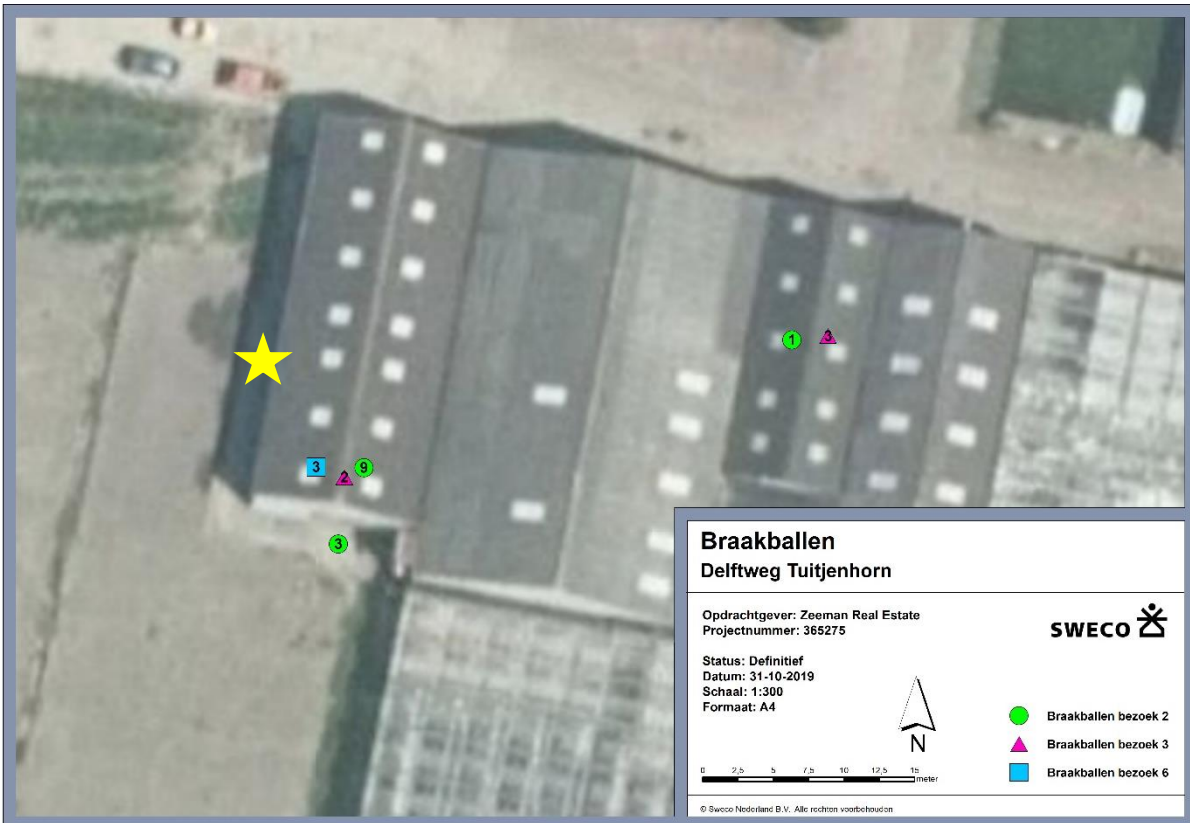 1
3
3
2
9
3
Braakballen
Delftweg Tuitjenhorn
Opdrachtgever: Zeeman Real Estate
Projectnummer: 365275
SWECO
Status: Definitief
Datum: 31-10-2019
Schaal: 1:300
Formaat: A4
N
Braakballen bezoek 2
Braakballen bezoek 3
Braakballen bezoek 6
0 2,5 5 7,5 10 12,5 15
meter
© Sweco Nederland B.V. Alle rechten voorbehouden